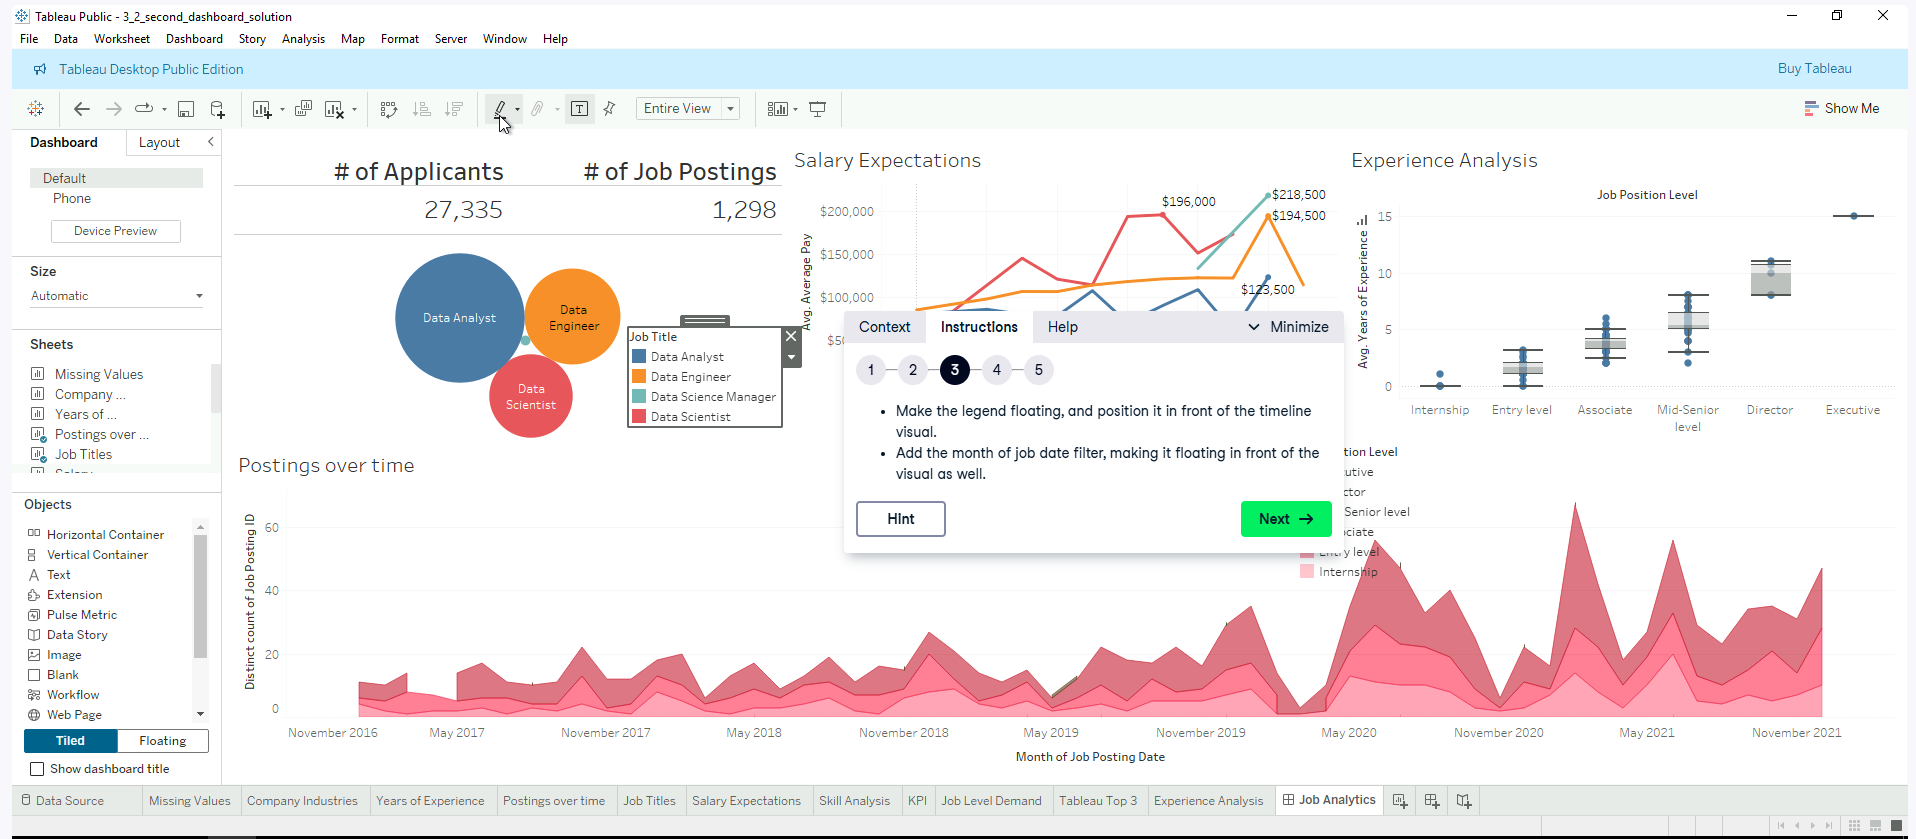 Tableau Public - 3_2_second_dashboard_solution
File Data Worksheet Dashboard Story Analysis Map Format Server Window Help
Tableau Desktop Public Edition
Buy Tableau
Entire View
Show Me
Dashboard
Layout
Default
Phone
Device Preview
Size
Automatic
Sheets
Missing Values
Company ...
Years of ...
Postings over ...
Job Titles
Objects
Horizontal Container
Vertical Container
Text
Extension
Pulse Metric
Data Story
Image
Blank
Workflow
Web Page
Tiled
Floating
Show dashboard title
# of Applicants
# of Job Postings
27,335
1,298
Data Analyst
Data
Engineer
Data
Scientist
Job Title
Data Analyst
Data Engineer
Data Science Manager
Data Scientist
Salary Expectations
Avg. Average Pay
$200,000
$150,000
$100,000
$196,000
$218,500
$194,500
$123,500
Experience Analysis
Job Position Level
Avg. Years of Experience
15
10
5
0
Internship
Entry level
Associate
Mid-Senior
level
Director
Executive
Context
Instructions
Help
Minimize
1 2 3 4 5
Make the legend floating, and position it in front of the timeline
visual.
Add the month of job date filter, making it floating in front of the
visual as well.
Hint
Next
Level
level
Entry level
Internship
Postings over time
Distinct count of Job Posting ID
60
40
20
0
November 2016
May 2017
November 2017
May 2018
November 2018
May 2019
November 2019
May 2020
November 2020
May 2021
November 2021
Month of Job Posting Date
Data Source
Missing Values
Company Industries
Years of Experience
Postings over time
Job Titles
Salary Expectations
Skill Analysis
KPI
Job Level Demand
Tableau Top 3
Experience Analysis
Job Analytics